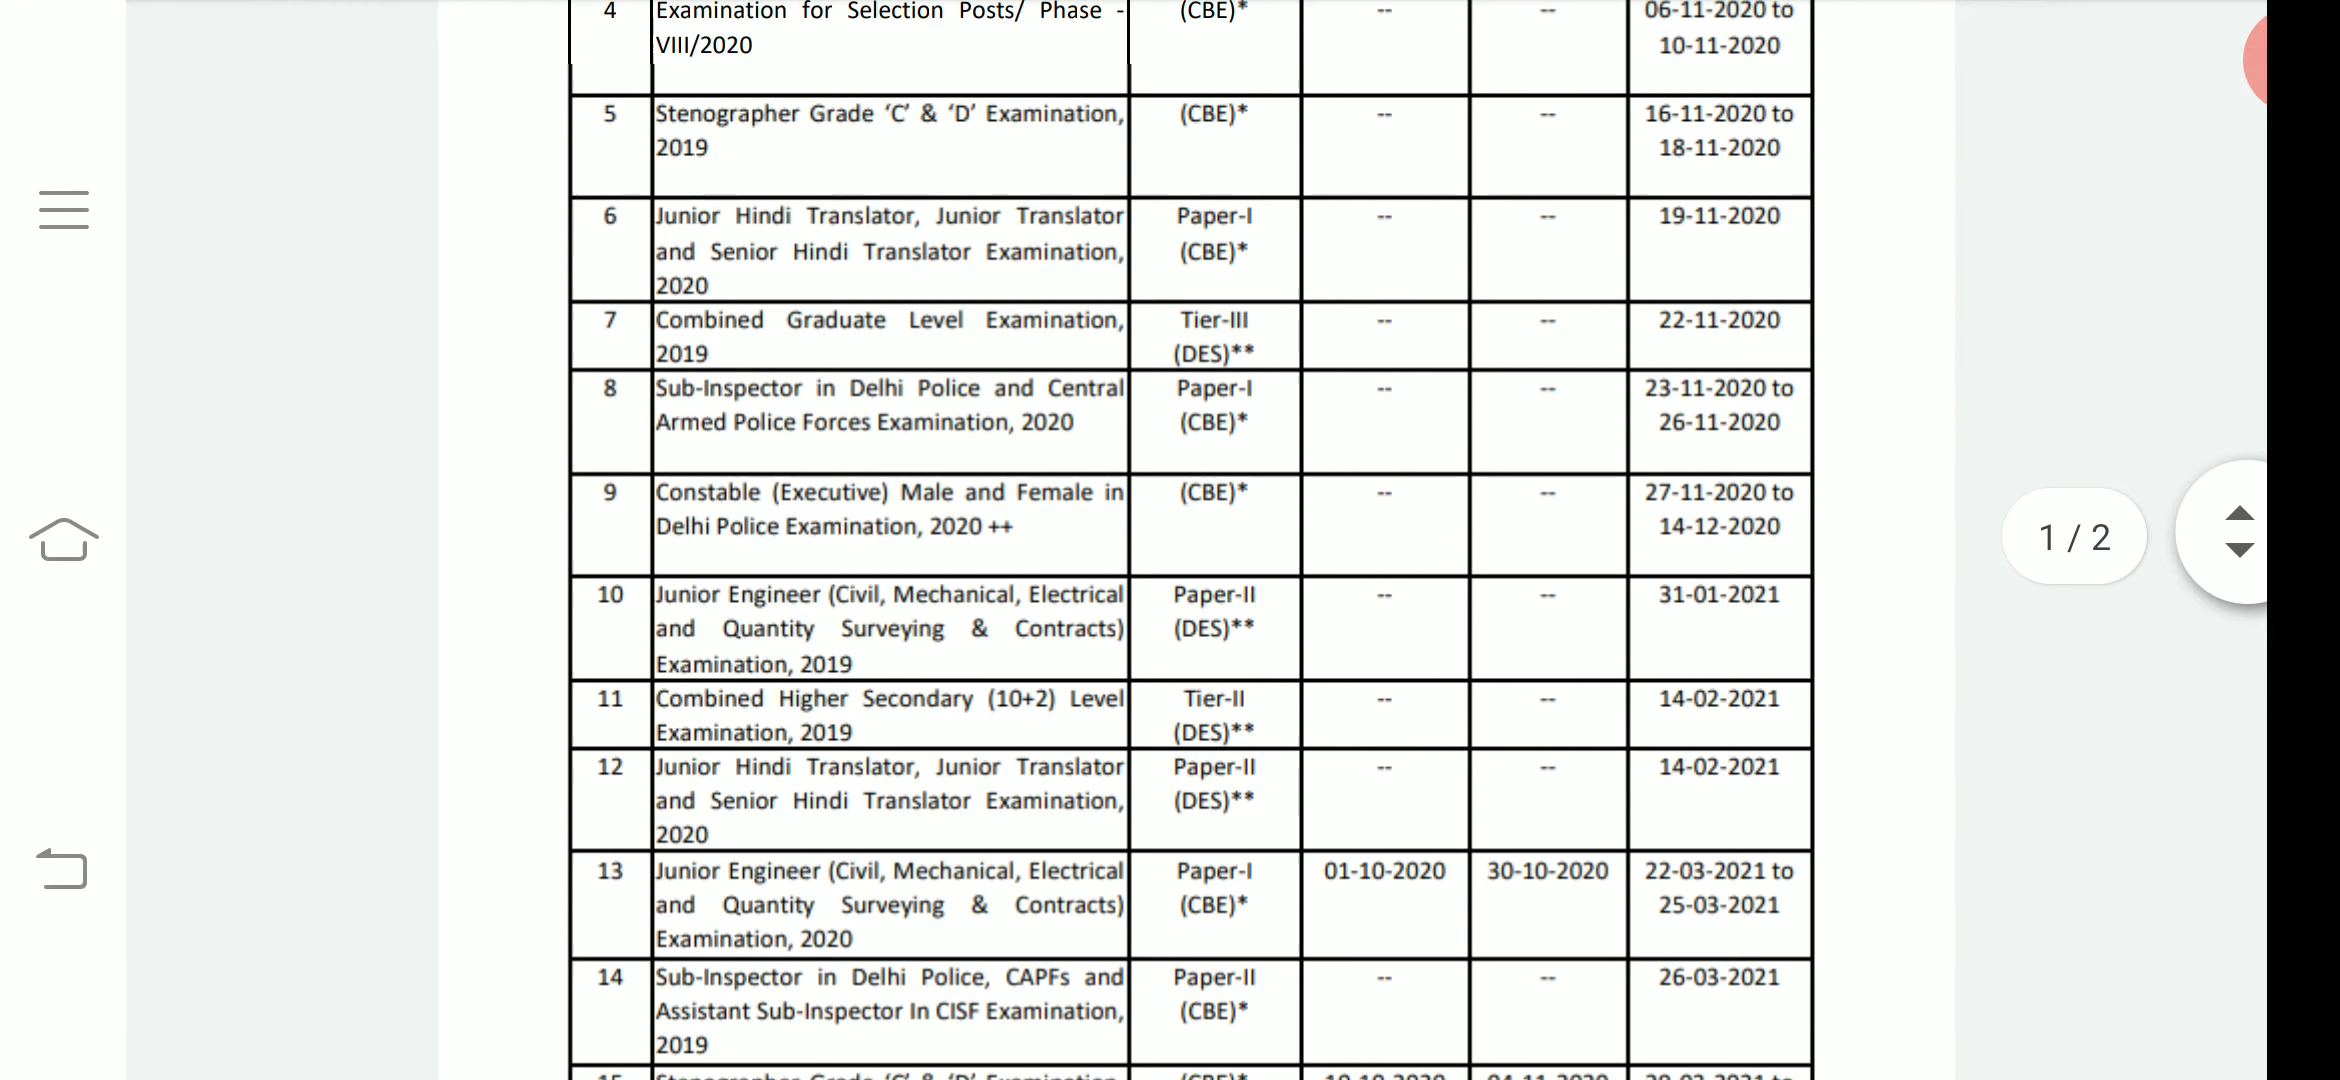 4 Examination for Selection Posts/ Phase - (CBE)* -- -- 06-11-2020 to
VIII/2020 10-11-2020
5 Stenographer Grade ‘C’ & ‘D’ Examination, (CBE)* -- -- 16-11-2020 to
2019 18-11-2020
6 Junior Hindi Translator, Junior Translator Paper-I -- -- 19-11-2020
and Senior Hindi Translator Examination, (CBE)*
2020
7 Combined Graduate Level Examination, Tier-III -- -- 22-11-2020
2019 (DES)**
8 Sub-Inspector in Delhi Police and Central Paper-I -- -- 23-11-2020 to
Armed Police Forces Examination, 2020 (CBE)* 26-11-2020
9 Constable (Executive) Male and Female in (CBE)* -- -- 27-11-2020 to
Delhi Police Examination, 2020 ++ 14-12-2020
1 / 2
10 Junior Engineer (Civil, Mechanical, Electrical Paper-II -- -- 31-01-2021
and Quantity Surveying & Contracts) (DES)**
Examination, 2019
11 Combined Higher Secondary (10+2) Level Tier-II -- -- 14-02-2021
Examination, 2019 (DES)**
12 Junior Hindi Translator, Junior Translator Paper-II -- -- 14-02-2021
and Senior Hindi Translator Examination, (DES)**
2020
13 Junior Engineer (Civil, Mechanical, Electrical Paper-I 01-10-2020 30-10-2020 22-03-2021 to
and Quantity Surveying & Contracts) (CBE)* 25-03-2021
Examination, 2020
14 Sub-Inspector in Delhi Police, CAPFs and Paper-II -- -- 26-03-2021
Assistant Sub-Inspector In CISF Examination, (CBE)*
2019